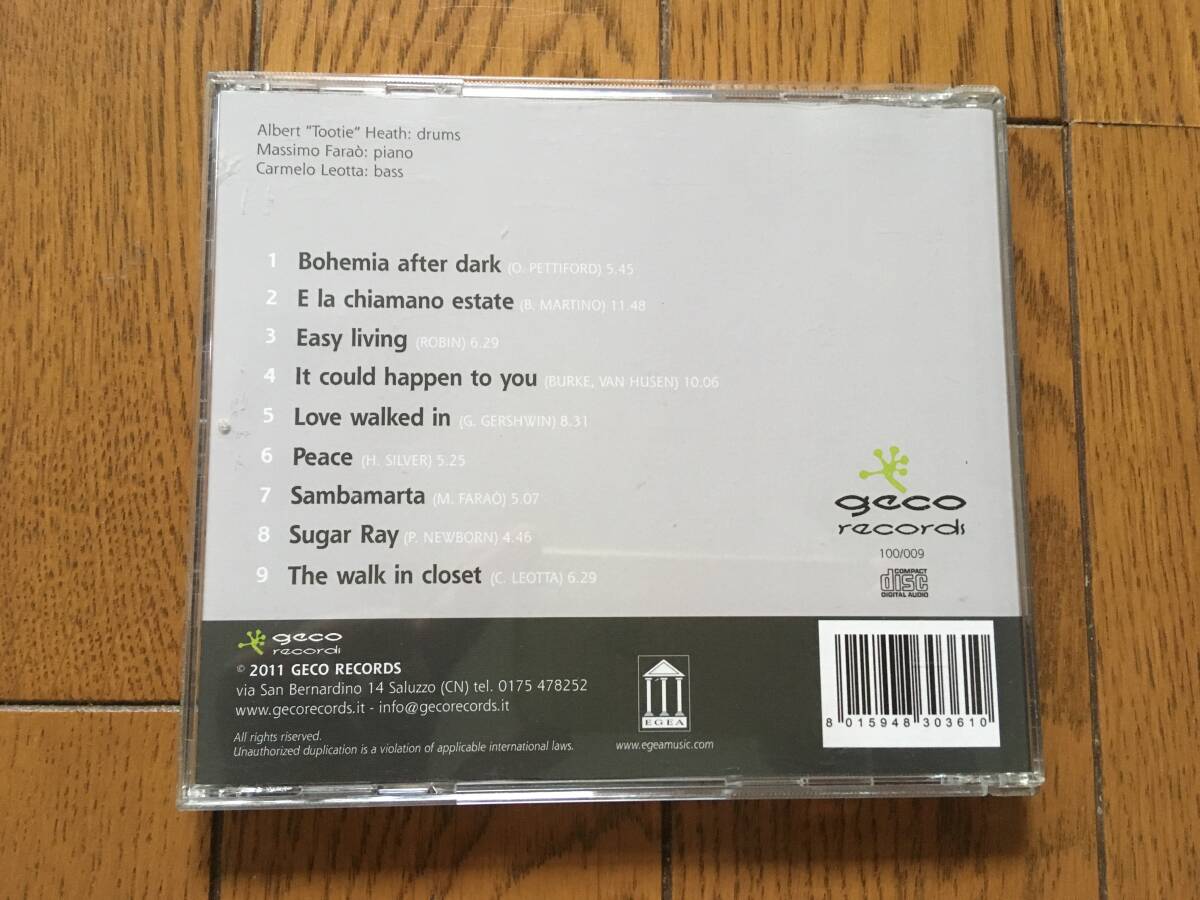 Albert "Tootie" Heath: drums
Massimo Faraò: piano
Carmelo Leotta: bass
1 Bohemia after dark (O. PETTIFORD) 5.45
2 E la chiamano estate (B. MARTINO) 11.48
3 Easy living (ROBIN) 6.29
4 It could happen to you (BURKE, VAN HUSEN) 10.06
5 Love walked in (G. GERSHWIN) 8.31
6 Peace (H. SILVER) 5.25
7 Sambamarta (M. FARAÒ) 5.07
8 Sugar Ray (P. NEWBORN) 4.46
9 The walk in closet (C. LEOTTA) 6.29
geco
records
100/009
COMPACT
disc
DIGITAL AUDIO
geco
records
© 2011 GECO RECORDS
via San Bernardino 14 Saluzzo (CN) tel. 0175 478252
www.gecorecords.it - info@gecorecords.it
All rights reserved.
Unauthorized duplication is a violation of applicable international laws.
EGEA
www.egeamusic.com
8 015948 303610